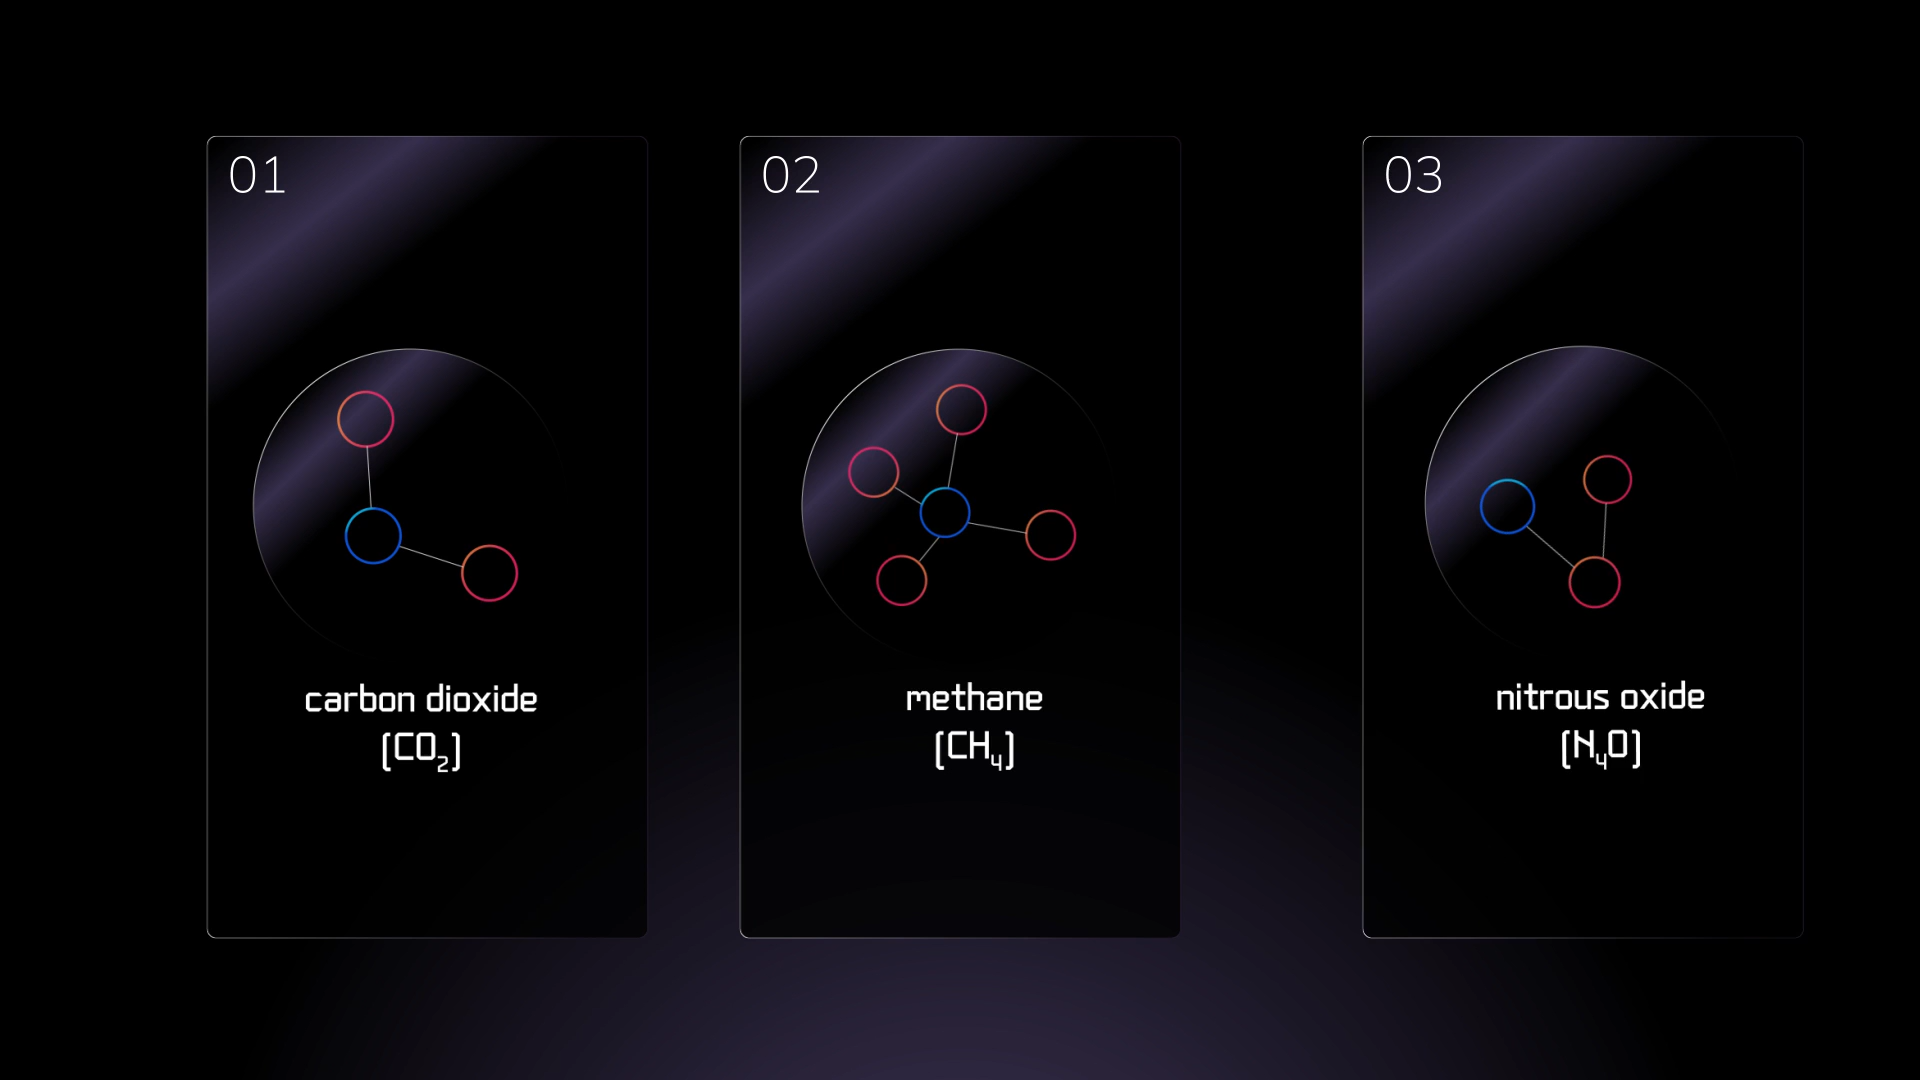 01
carbon dioxide
[CO₂]
02
methane
[CH₄]
03
nitrous oxide
[N₄O]